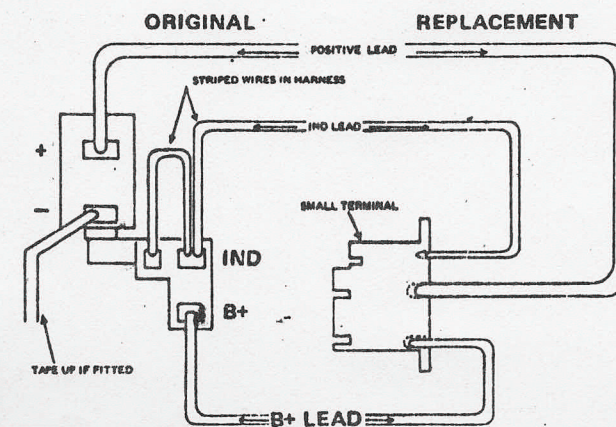 ORIGINAL
REPLACEMENT
POSITIVE LEAD
STRIPED WIRES IN HARNESS
IND LEAD
+
-
SMALL TERMINAL
IND
B+
TAPE UP IF FITTED
B+ LEAD